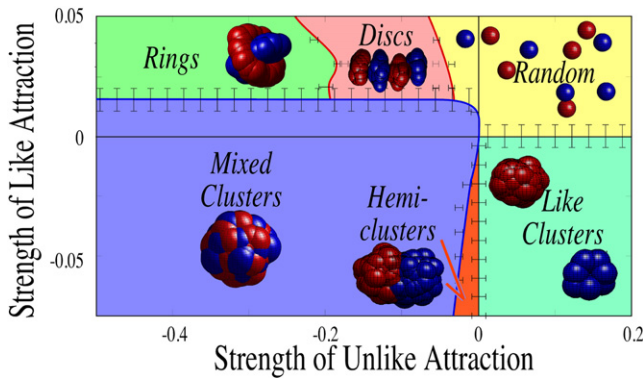 0.05
Rings
Discs
Random
0
Mixed
Clusters
Hemi-
clusters
Like
Clusters
-0.05
-0.4
-0.2
0
0.2
Strength of Like Attraction
Strength of Unlike Attraction